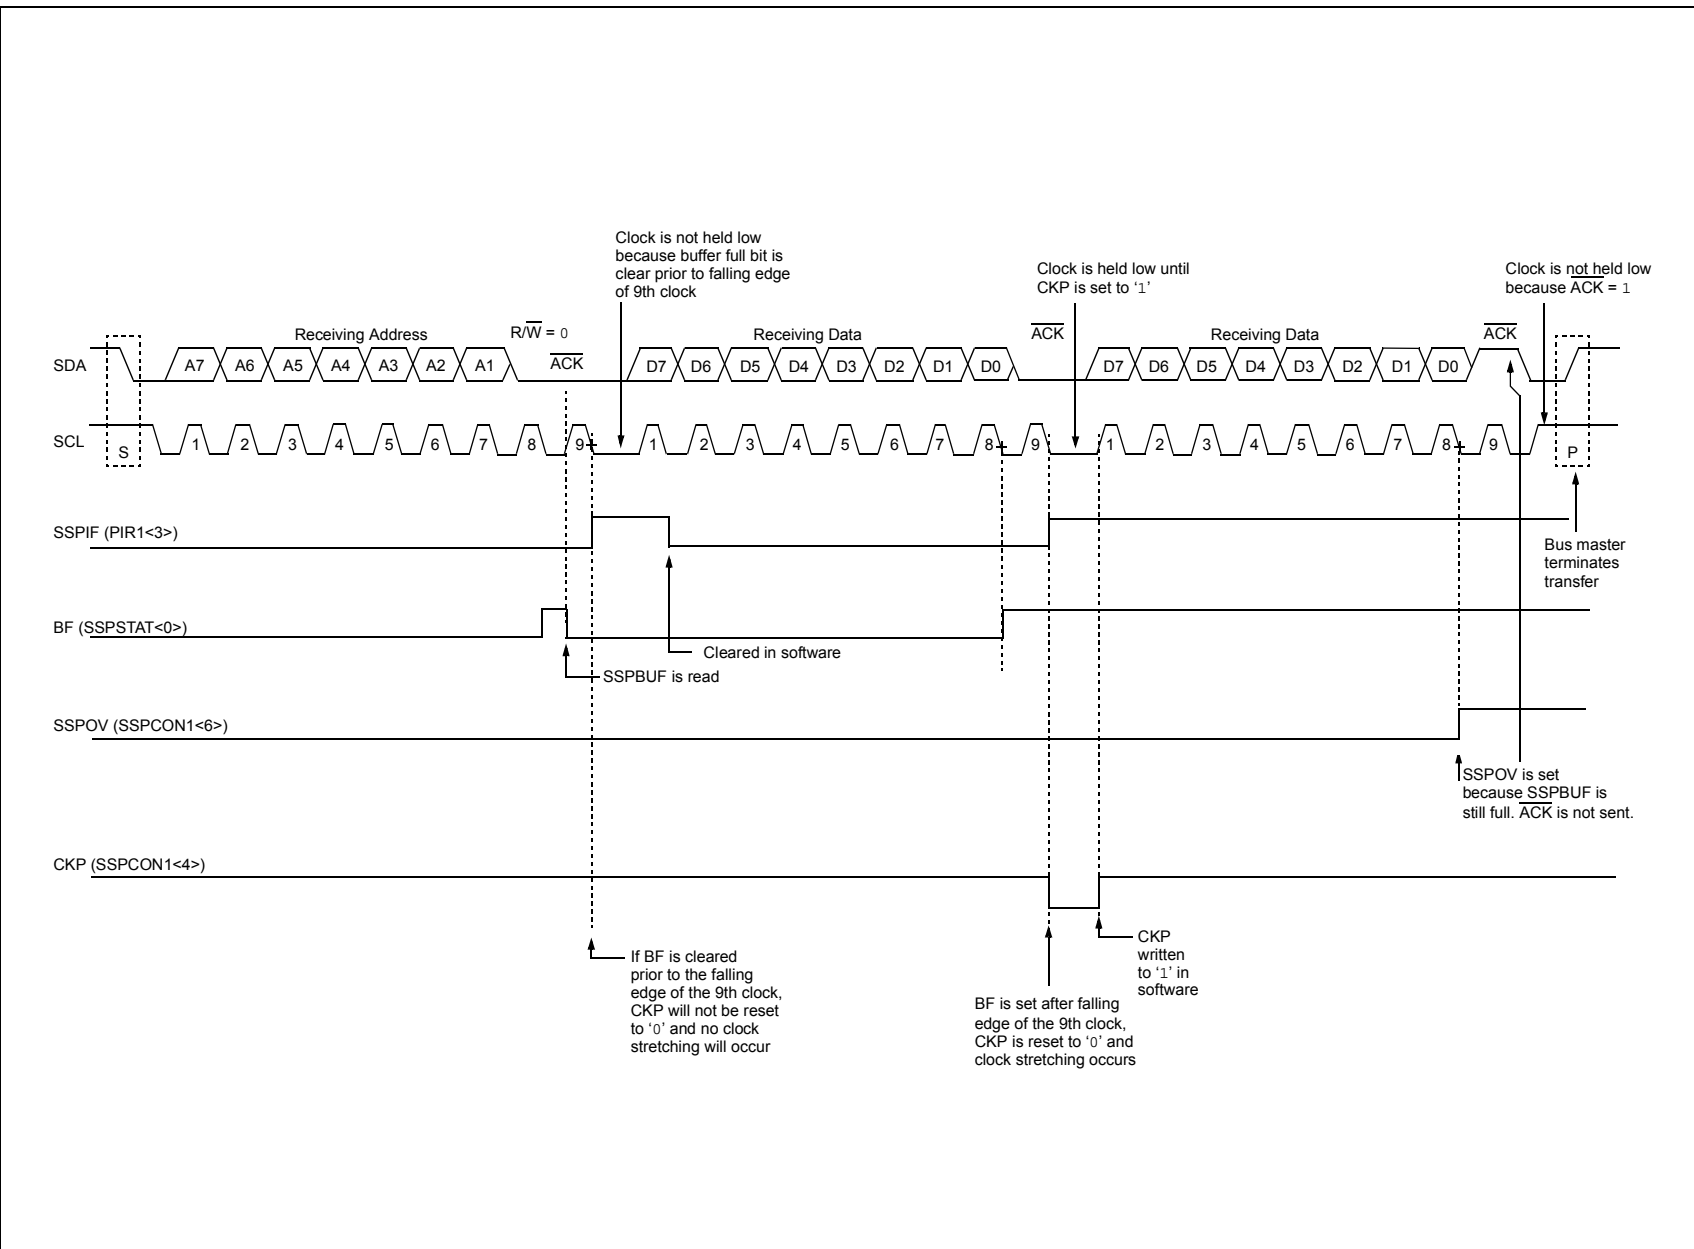 Clock is not held low
because buffer full bit is
clear prior to falling edge
of 9th clock
Clock is held low until
CKP is set to ‘1’
Clock is not held low
because ACK = 1
Receiving Address
R/W = 0
ACK
Receiving Data
ACK
Receiving Data
ACK
SDA
A7 A6 A5 A4 A3 A2 A1
D7 D6 D5 D4 D3 D2 D1 D0
D7 D6 D5 D4 D3 D2 D1 D0
SCL
S
1 2 3 4 5 6 7 8 9
1 2 3 4 5 6 7 8 9
1 2 3 4 5 6 7 8 9
P
SSPIF (PIR1<3>)
Bus master
terminates
transfer
BF (SSPSTAT<0>)
Cleared in software
SSPBUF is read
SSPOV (SSPCON1<6>)
SSPOV is set
because SSPBUF is
still full. ACK is not sent.
CKP (SSPCON1<4>)
If BF is cleared
prior to the falling
edge of the 9th clock,
CKP will not be reset
to ‘0’ and no clock
stretching will occur
CKP
written
to ‘1’ in
software
BF is set after falling
edge of the 9th clock,
CKP is reset to ‘0’ and
clock stretching occurs